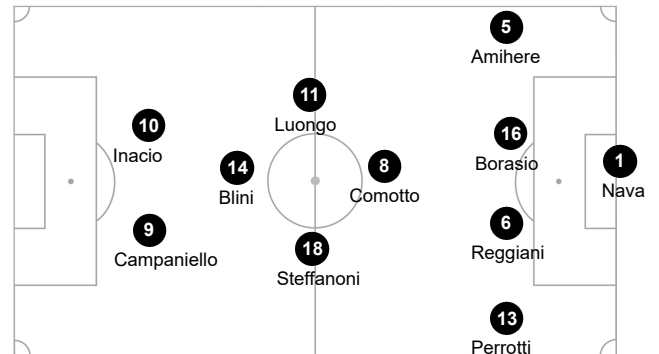 5
Amihere
11
Luongo
10
Inacio
16
Borasio
1
Nava
14
Blini
8
Comotto
9
Campaniello
18
Steffanoni
6
Reggiani
13
Perrotti